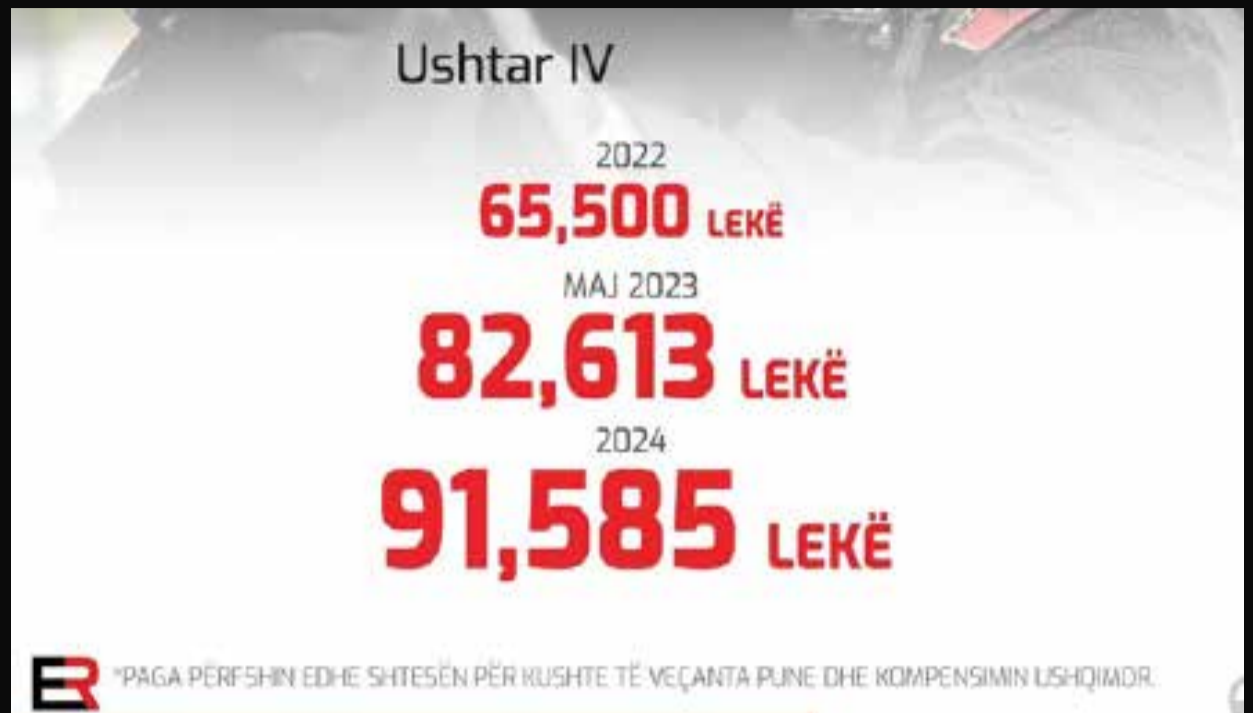 Ushtar IV
2022
65,500 LEKË
MAJ 2023
82,613 LEKË
2024
91,585 LEKË
ER *PAGA PËRFSHIN EDHE SHTESËN PËR KUSHTE TË VEÇANTA PUNE DHE KOMPENSIMIN USHQIMOR.